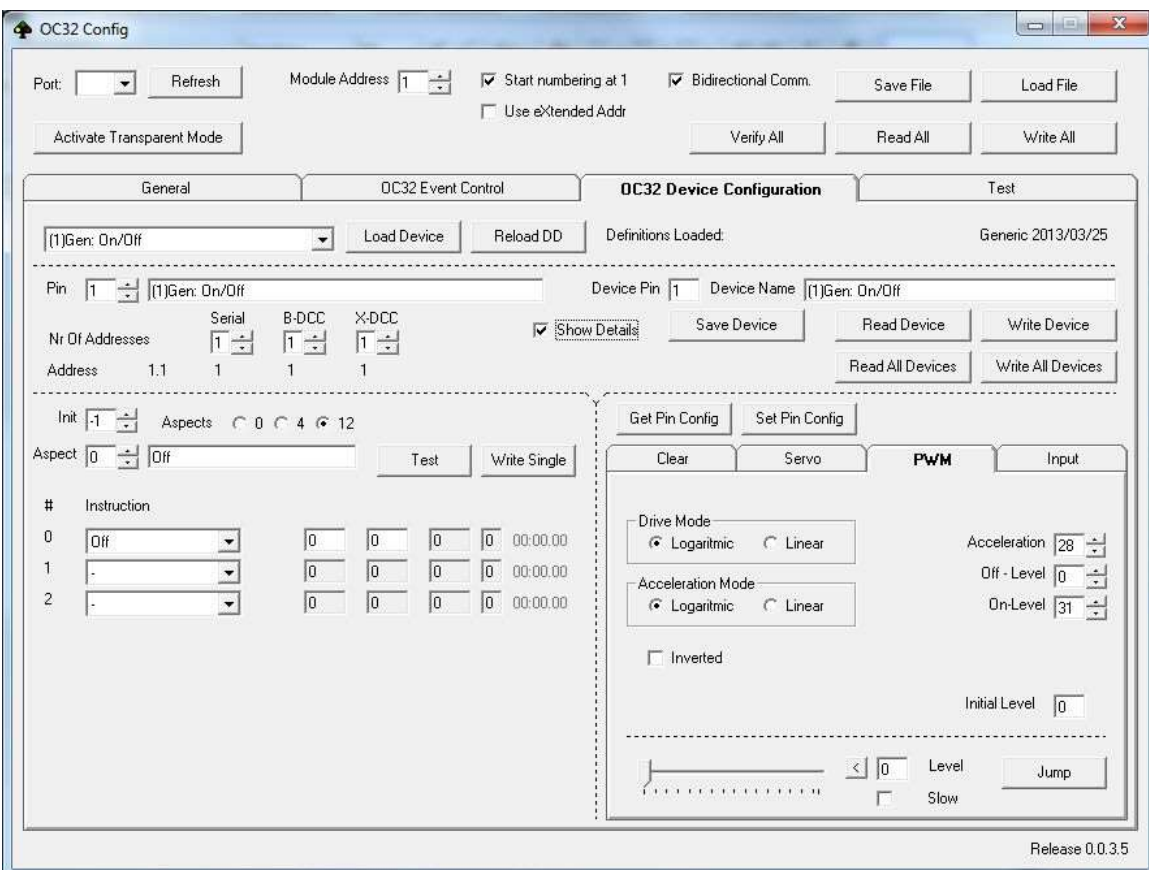 OC32 Config
Port: Refresh Module Address 1 Start numbering at 1 Bidirectional Comm. Save File Load File
Use eXtended Addr
Activate Transparent Mode Verify All Read All Write All
General OC32 Event Control OC32 Device Configuration Test
(1)Gen: On/Off Load Device Reload DD Definitions Loaded: Generic 2013/03/25
Pin 1 (1)Gen: On/Off Device Pin 1 Device Name (1)Gen: On/Off
Serial B-DCC X-DCC
Nr Of Addresses 1 1 1 Show Details Save Device Read Device Write Device
Address 1.1 1 1 1 Read All Devices Write All Devices
Init -1 Aspects 0 4 12 Get Pin Config Set Pin Config
Aspect 0 Off Test Write Single Clear Servo PWM Input
# Instruction
0 Off 0 0 0 0 00:00.00
1 - 0 0 0 0 00:00.00
2 - 0 0 0 0 00:00.00
Drive Mode
Logaritmic Linear
Acceleration 28
Acceleration Mode
Off - Level 0
Logaritmic Linear
On-Level 31
Inverted
Initial Level 0
< 0 Level Jump
Slow
Release 0.0.3.5